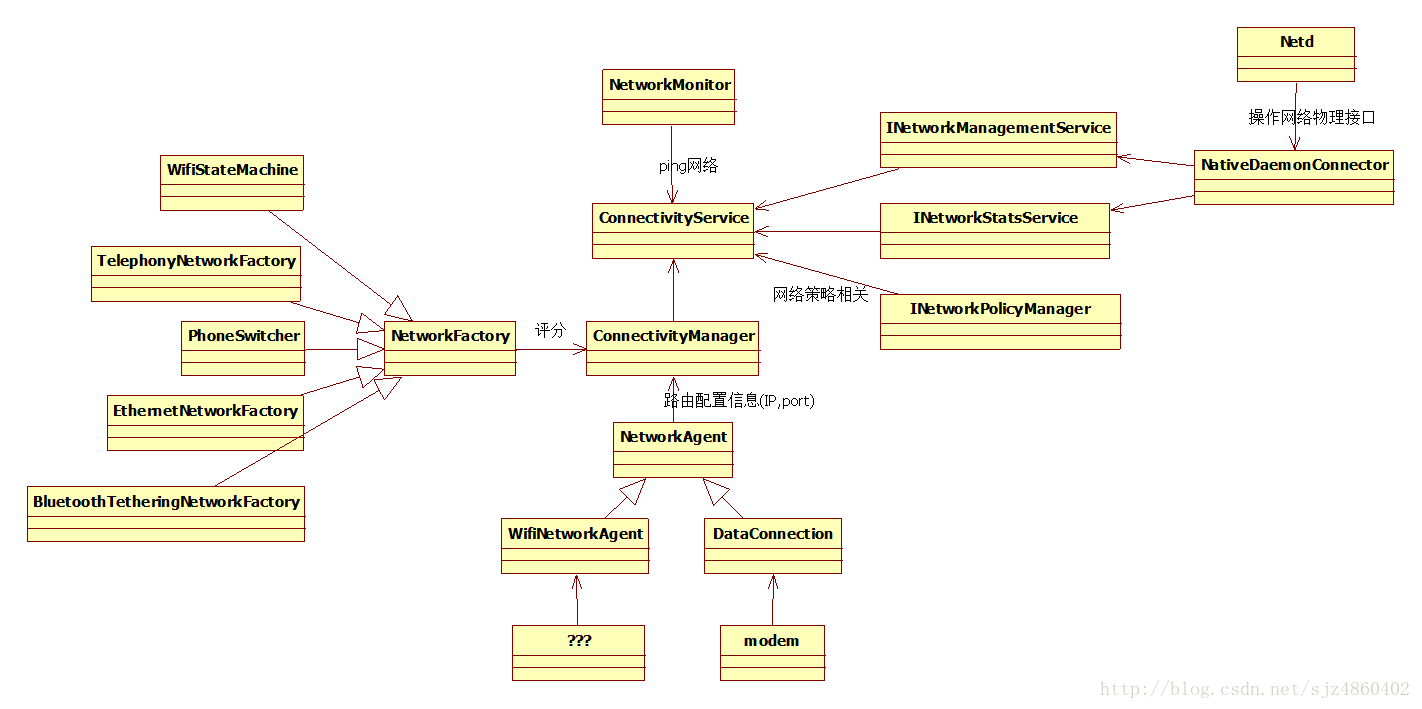 Netd
NetworkMonitor
操作网络物理接口
INetworkManagementService
WifiStateMachine
ping网络
NativeDaemonConnector
ConnectivityService
INetworkStatsService
TelephonyNetworkFactory
网络策略相关
INetworkPolicyManager
PhoneSwitcher
NetworkFactory
评分
ConnectivityManager
路由配置信息(IP,port)
EthernetNetworkFactory
NetworkAgent
BluetoothTetheringNetworkFactory
WifiNetworkAgent
DataConnection
???
modem
http://blog.csdn.net/sjz4860402